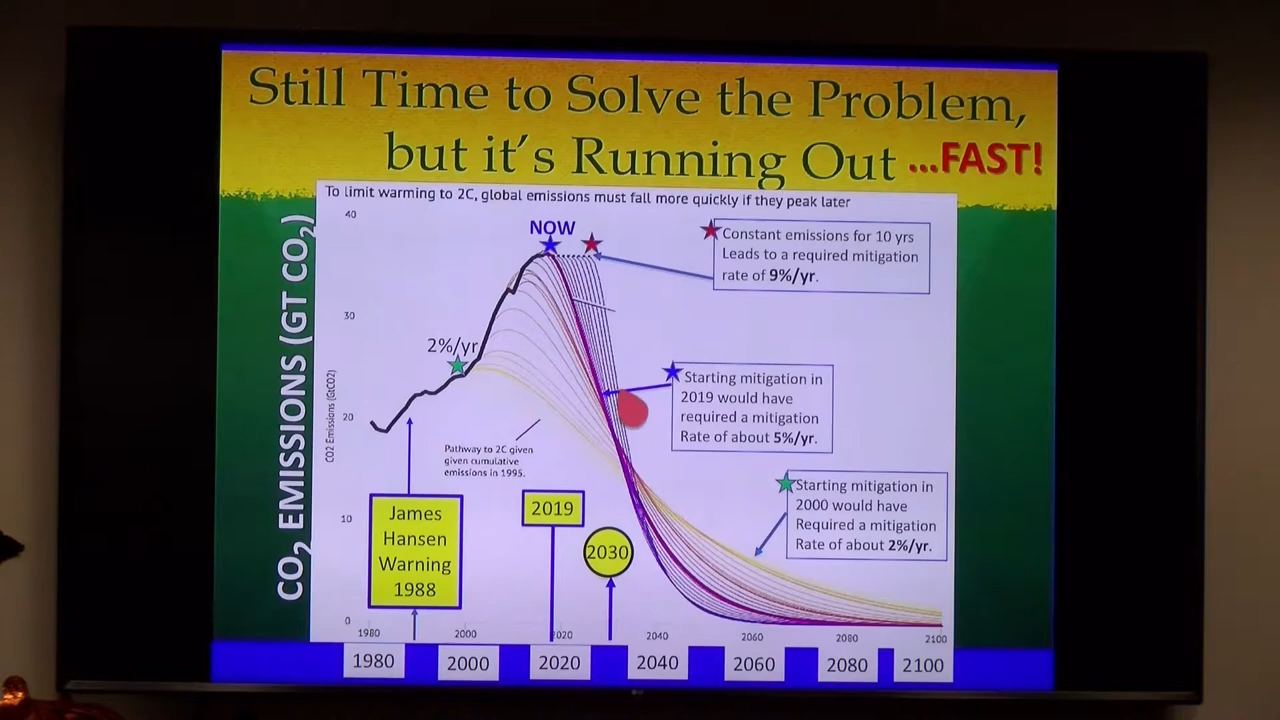 Still Time to Solve the Problem,
but it's Running Out ...FAST!
To limit warming to 2C, global emissions must fall more quickly if they peak later
CO2 EMISSIONS (GT CO2)
CO2 Emissions (GtCO2)
40
30
20
10
0
NOW
2%/yr
Constant emissions for 10 yrs
Leads to a required mitigation
rate of 9%/yr.
Starting mitigation in
2019 would have
required a mitigation
Rate of about 5%/yr.
Pathway to 2C given
given cumulative
emissions in 1995.
Starting mitigation in
2000 would have
Required a mitigation
Rate of about 2%/yr.
James
Hansen
Warning
1988
2019
2030
1980
2000
2020
2040
2060
2080
2100
1980
2000
2020
2040
2060
2080
2100
LG